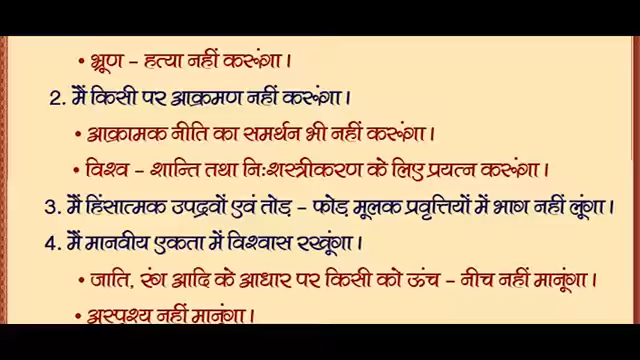 • भ्रूण – हत्या नहीं करूंगा।
2. मैं किसी पर आक्रमण नहीं करूंगा।
• आक्रामक नीति का समर्थन भी नहीं करूंगा।
• विश्व – शान्ति तथा निःशस्त्रीकरण के लिए प्रयत्न करूंगा।
3. मैं हिंसात्मक उपद्रवों एवं तोड़ – फोड़ मूलक प्रवृत्तियों में भाग नहीं लूंगा।
4. मैं मानवीय एकता में विश्वास रखूंगा।
• जाति, रंग आदि के आधार पर किसी को ऊंच – नीच नहीं मानूंगा।
• अस्पृश्य नहीं मानूंगा।